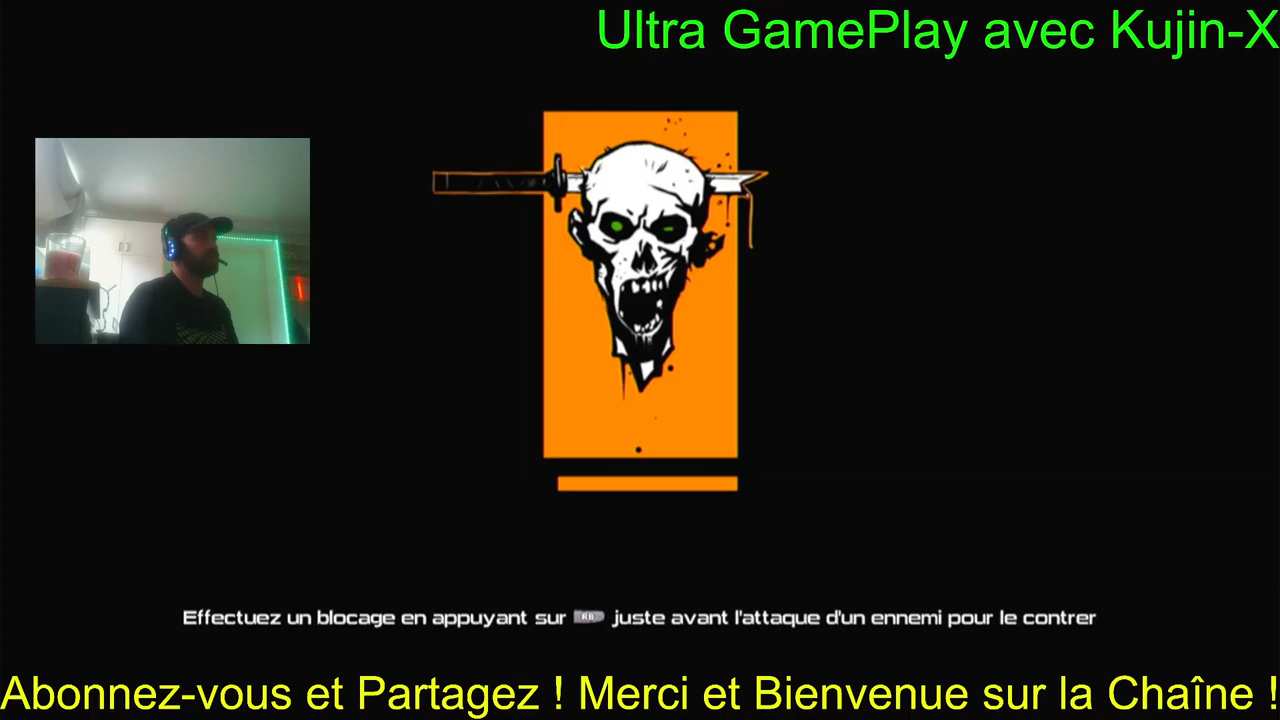 Ultra GamePlay avec Kujin-X
Effectuez un blocage en appuyant sur RB juste avant l'attaque d'un ennemi pour le contrer
Abonnez-vous et Partagez ! Merci et Bienvenue sur la Chaîne !